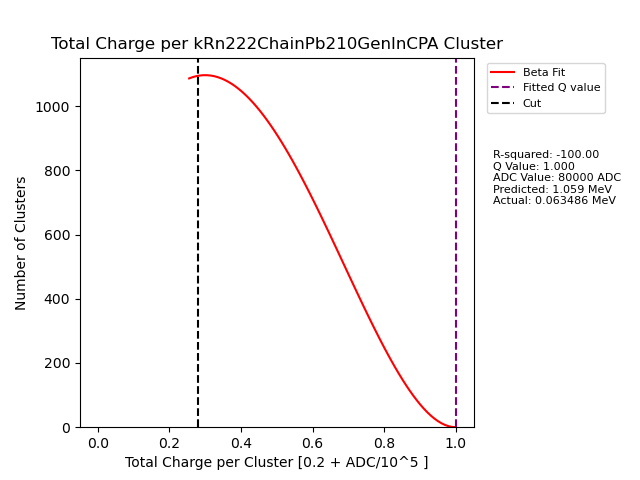 Total Charge per kRn222ChainPb210GenInCPA Cluster
Beta Fit
Fitted Q value
Cut
R-squared: -100.00
Q Value: 1.000
ADC Value: 80000 ADC
Predicted: 1.059 MeV
Actual: 0.063486 MeV
Number of Clusters
1000
800
600
400
200
0
0.0 0.2 0.4 0.6 0.8 1.0
Total Charge per Cluster [0.2 + ADC/10^5 ]